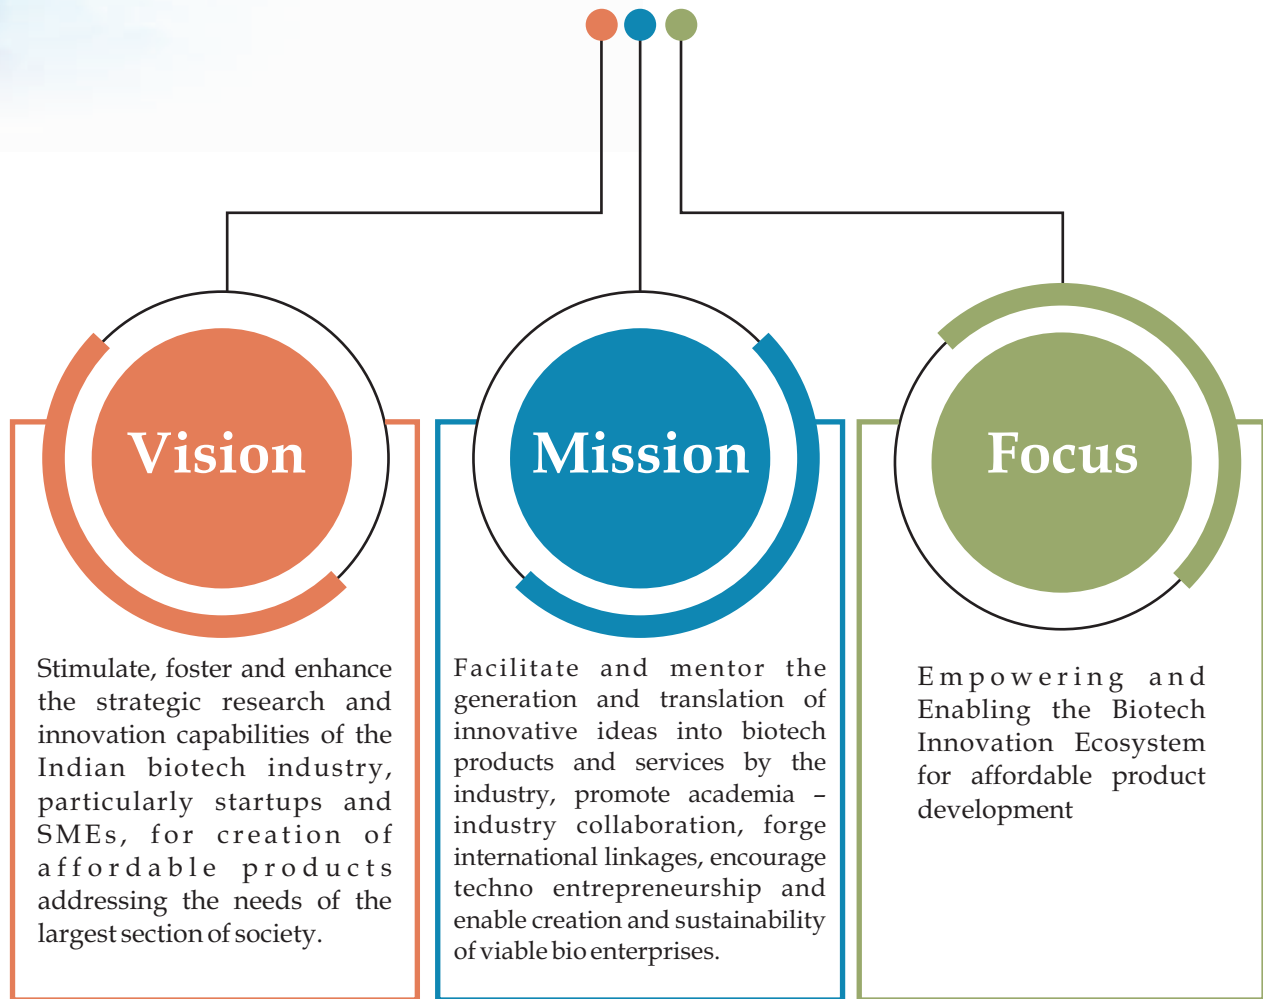 Vision
Stimulate, foster and enhance
the strategic research and
innovation capabilities of the
Indian biotech industry,
particularly startups and
SMEs, for creation of
affordable products
addressing the needs of the
largest section of society.
Mission
Facilitate and mentor the
generation and translation of
innovative ideas into biotech
products and services by the
industry, promote academia –
industry collaboration, forge
international linkages, encourage
techno entrepreneurship and
enable creation and sustainability
of viable bio enterprises.
Focus
Empowering and
Enabling the Biotech
Innovation Ecosystem
for affordable product
development